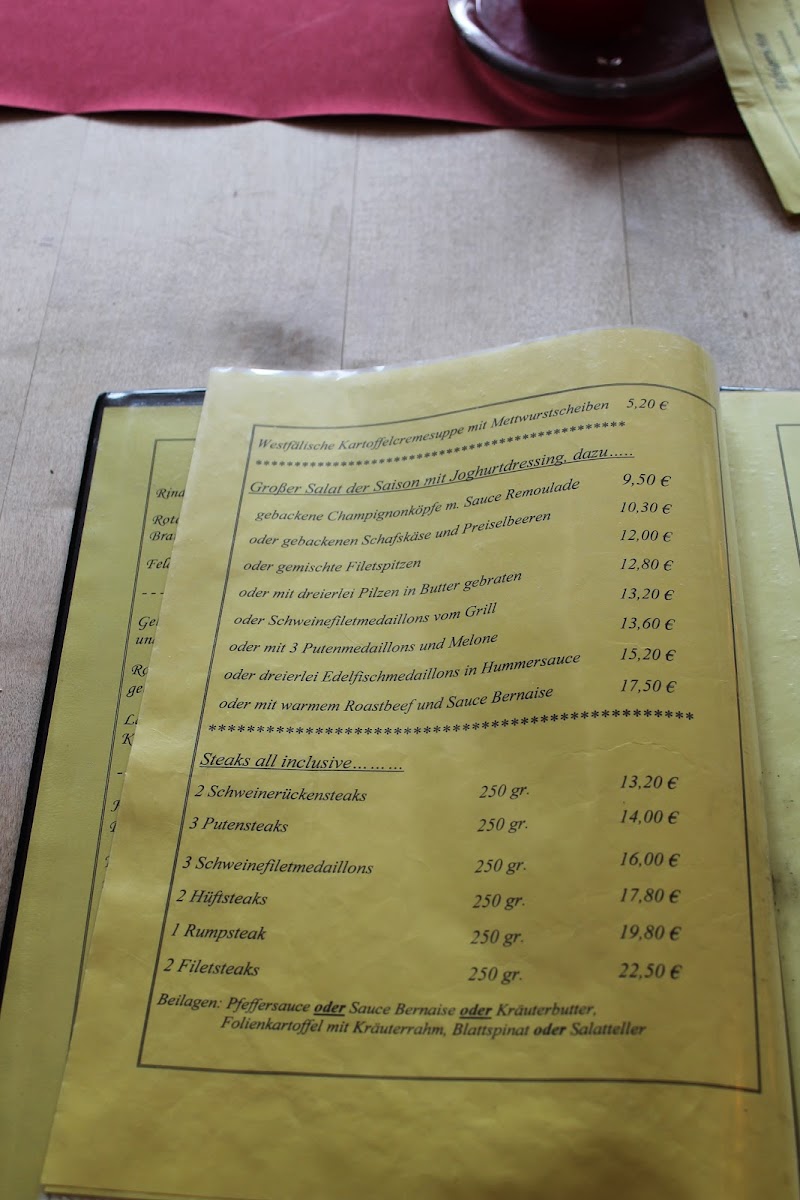 Westfälische Kartoffelcremesuppe mit Mettwurstscheiben 5,20 €
******************************************
Großer Salat der Saison mit Joghurtdressing, dazu…..
gebackene Champignonköpfe m. Sauce Remoulade 9,50 €
oder gebackenen Schafskäse und Preiselbeeren 10,30 €
oder gemischte Filetspitzen 12,00 €
oder mit dreierlei Pilzen in Butter gebraten 12,80 €
oder Schweinefiletmedaillons vom Grill 13,20 €
oder mit 3 Putenmedaillons und Melone 13,60 €
oder dreierlei Edelfischmedaillons in Hummersauce 15,20 €
oder mit warmem Roastbeef und Sauce Bernaise 17,50 €
**************************************************
Steaks all inclusive………
2 Schweinerückensteaks 250 gr. 13,20 €
3 Putensteaks 250 gr. 14,00 €
3 Schweinefiletmedaillons 250 gr. 16,00 €
2 Hüftsteaks 250 gr. 17,80 €
1 Rumpsteak 250 gr. 19,80 €
2 Filetsteaks 250 gr. 22,50 €
Beilagen: Pfeffersauce oder Sauce Bernaise oder Kräuterbutter,
Folienkartoffel mit Kräuterrahm, Blattspinat oder Salatteller